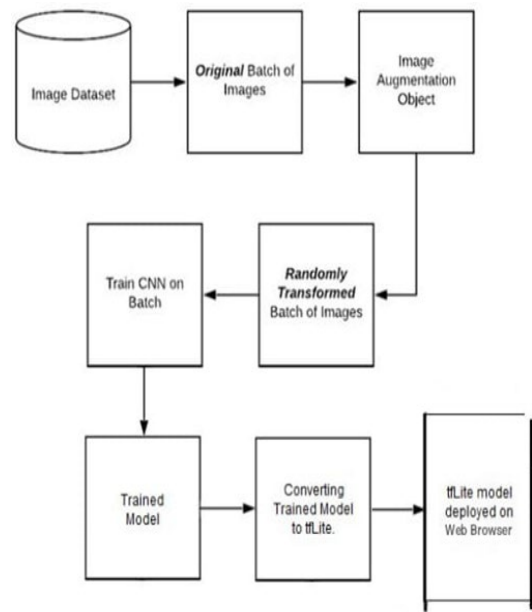 Image Dataset
Original Batch of
Images
Image
Augmentation
Object
Randomly
Transformed
Batch of Images
Train CNN on
Batch
Trained
Model
Converting
Trained Model
to tfLite.
tfLite model
deployed on
Web Browser